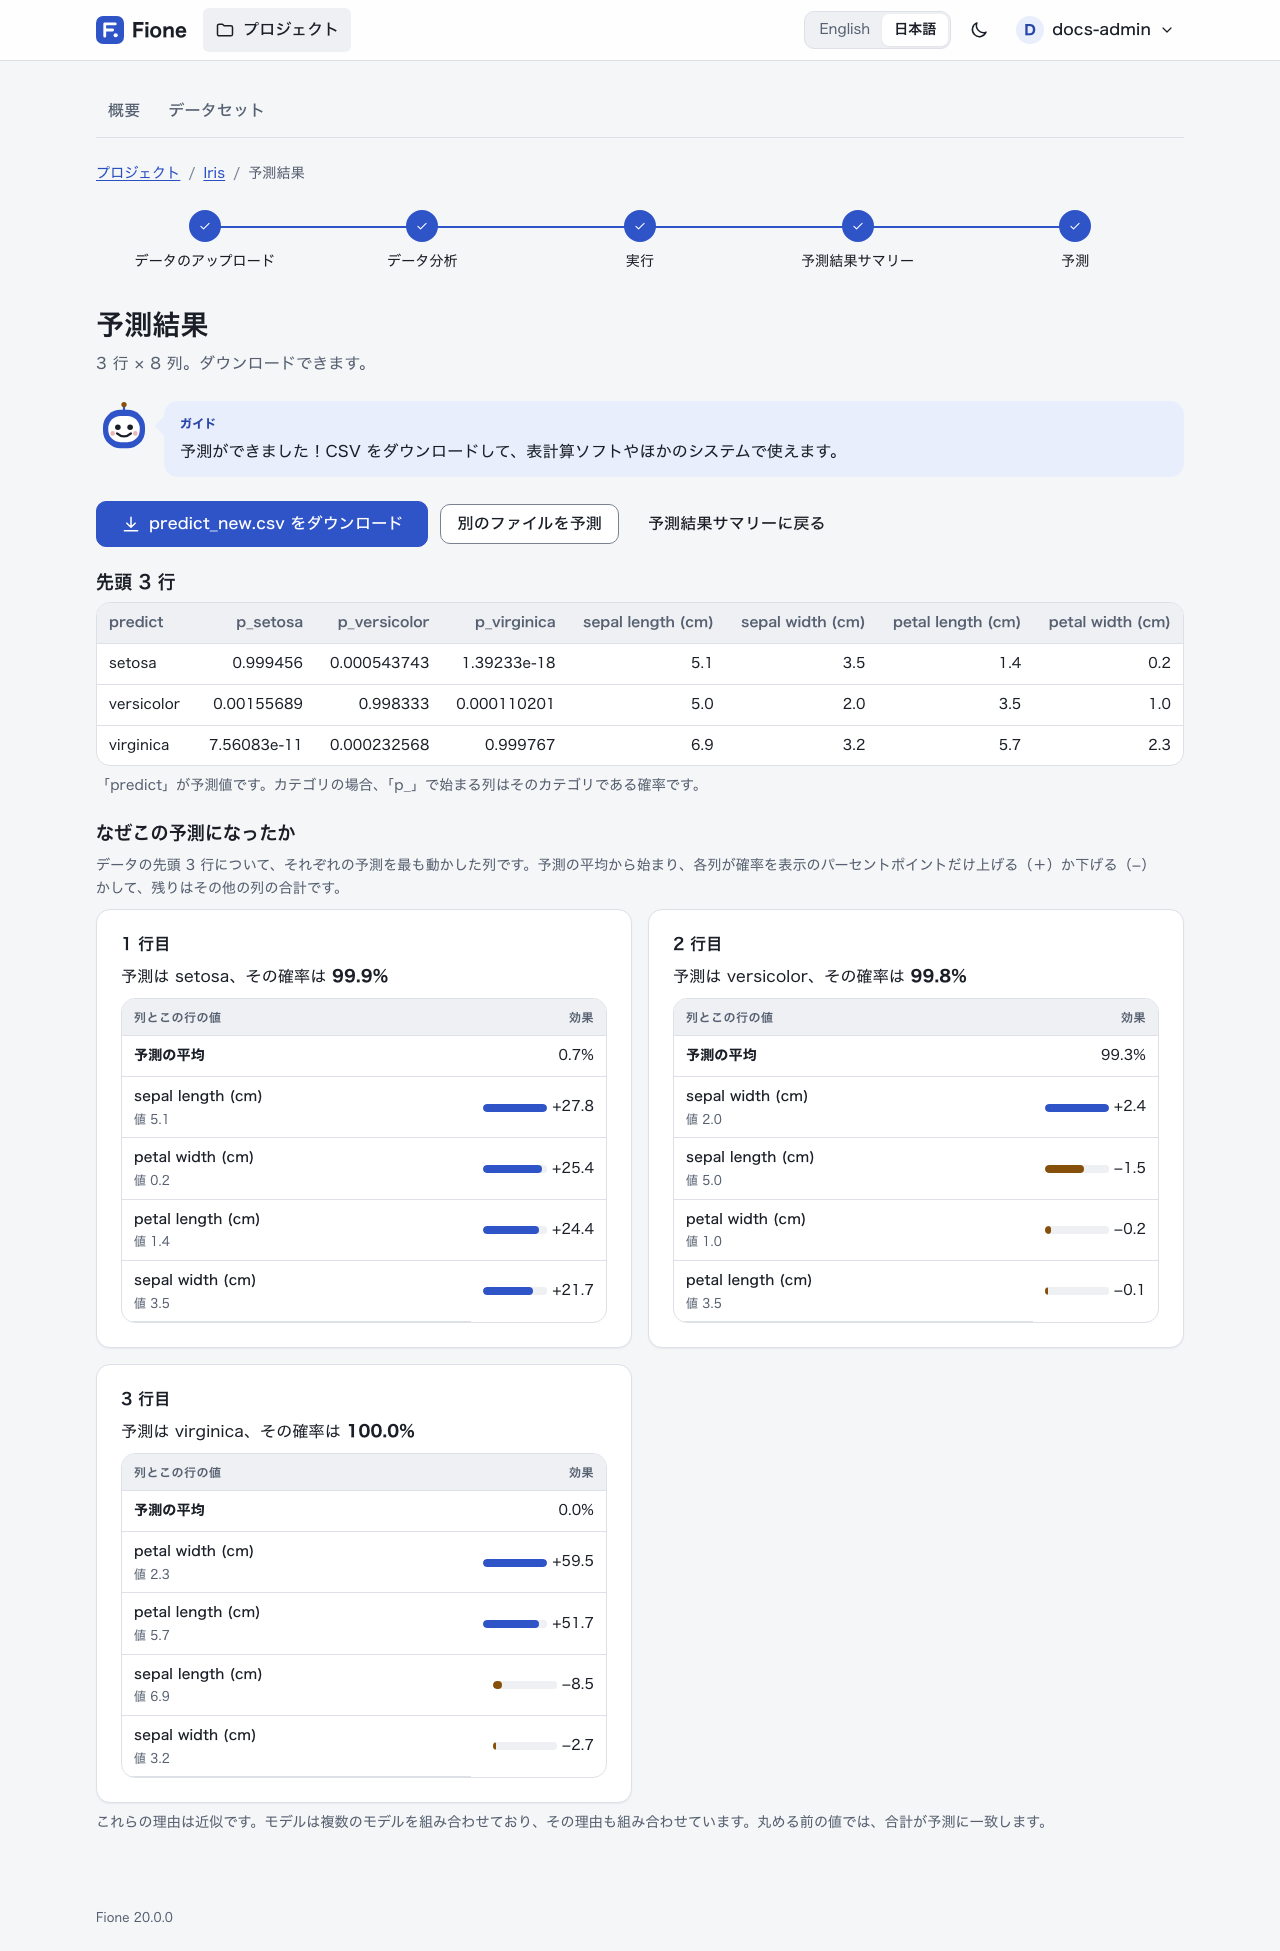 Fione
プロジェクト
English
日本語
D
docs-admin
概要
データセット
プロジェクト / Iris / 予測結果
データのアップロード
データ分析
実行
予測結果サマリー
予測
予測結果
3 行 × 8 列。ダウンロードできます。
ガイド
予測ができました！CSV をダウンロードして、表計算ソフトやほかのシステムで使えます。
predict_new.csv をダウンロード
別のファイルを予測
予測結果サマリーに戻る
先頭 3 行
predict p_setosa p_versicolor p_virginica sepal length (cm) sepal width (cm) petal length (cm) petal width (cm)
setosa 0.999456 0.000543743 1.39233e-18 5.1 3.5 1.4 0.2
versicolor 0.00155689 0.998333 0.000110201 5.0 2.0 3.5 1.0
virginica 7.56083e-11 0.000232568 0.999767 6.9 3.2 5.7 2.3
「predict」が予測値です。カテゴリの場合、「p_」で始まる列はそのカテゴリである確率です。
なぜこの予測になったか
データの先頭 3 行について、それぞれの予測を最も動かした列です。予測の平均から始まり、各列が確率を表示のパーセントポイントだけ上げる（＋）か下げる（−）
かして、残りはその他の列の合計です。
1 行目
予測は setosa、その確率は 99.9%
列とこの行の値 効果
予測の平均 0.7%
sepal length (cm)
値 5.1
+27.8
petal width (cm)
値 0.2
+25.4
petal length (cm)
値 1.4
+24.4
sepal width (cm)
値 3.5
+21.7
2 行目
予測は versicolor、その確率は 99.8%
列とこの行の値 効果
予測の平均 99.3%
sepal width (cm)
値 2.0
+2.4
sepal length (cm)
値 5.0
−1.5
petal width (cm)
値 1.0
−0.2
petal length (cm)
値 3.5
−0.1
3 行目
予測は virginica、その確率は 100.0%
列とこの行の値 効果
予測の平均 0.0%
petal width (cm)
値 2.3
+59.5
petal length (cm)
値 5.7
+51.7
sepal length (cm)
値 6.9
−8.5
sepal width (cm)
値 3.2
−2.7
これらの理由は近似です。モデルは複数のモデルを組み合わせており、その理由も組み合わせています。丸める前の値では、合計が予測に一致します。
Fione 20.0.0